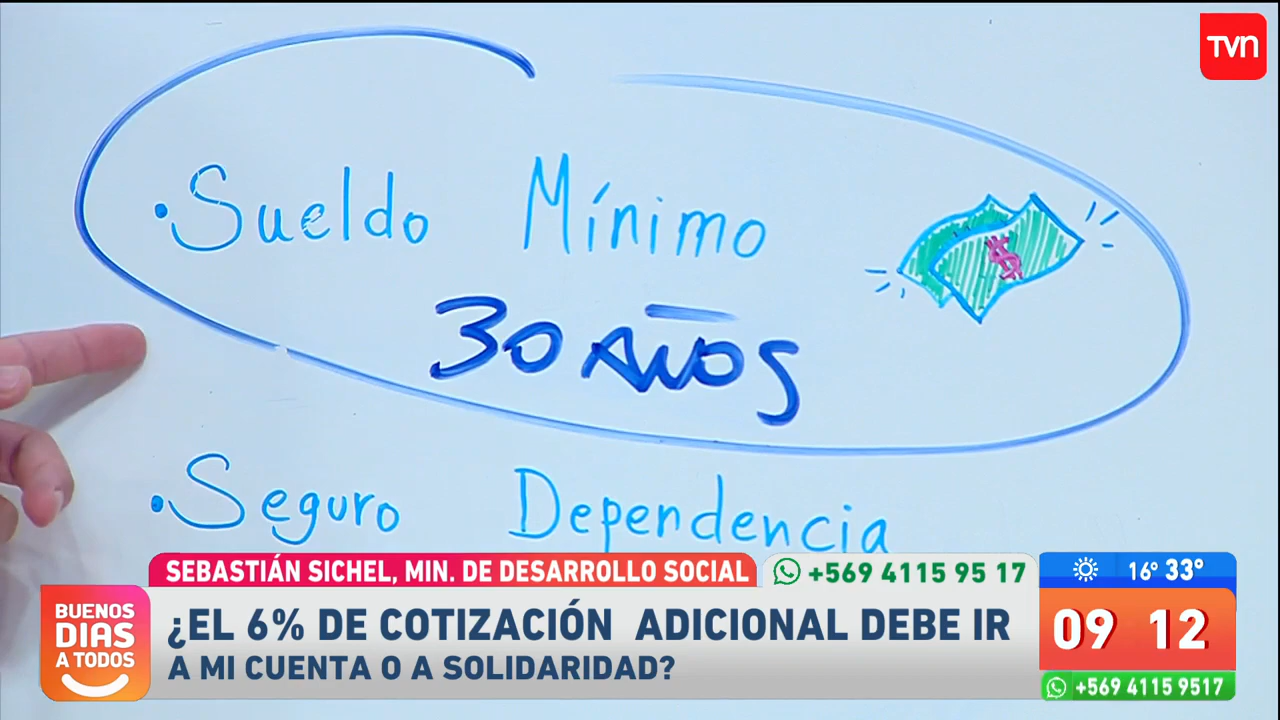 TVN
• Sueldo Mínimo
$
30 AÑOS
• Seguro Dependencia
SEBASTIÁN SICHEL, MIN. DE DESARROLLO SOCIAL
+569 4115 95 17
16° 33°
BUENOS
DIAS
A TODOS
¿EL 6% DE COTIZACIÓN ADICIONAL DEBE IR
A MI CUENTA O A SOLIDARIDAD?
09 12
+569 4115 9517